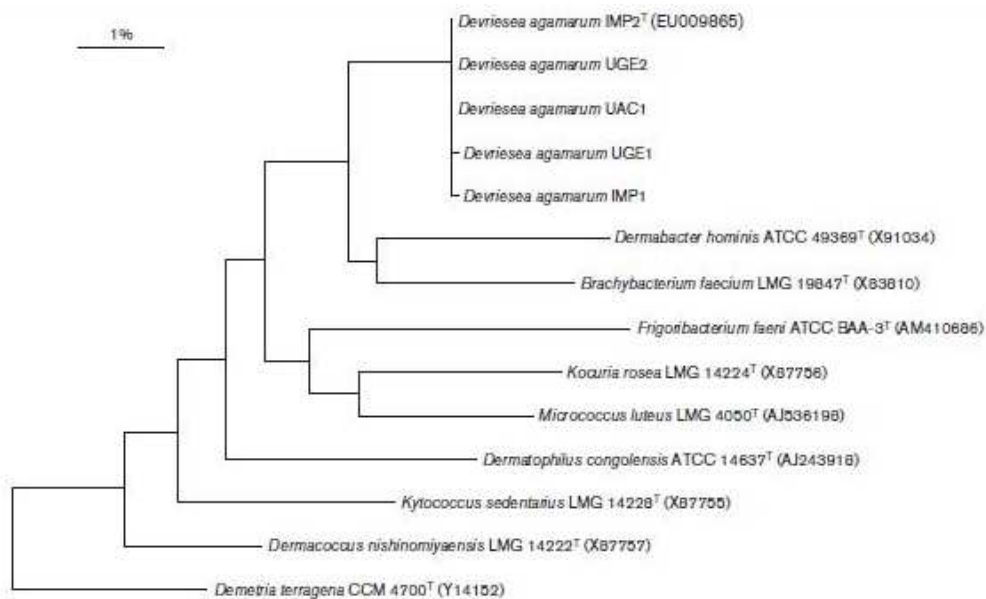 1%
Devriesea agamarum IMP2ᵀ (EU009865)
Devriesea agamarum UGE2
Devriesea agamarum UAC1
Devriesea agamarum UGE1
Devriesea agamarum IMP1
Dermabacter hominis ATCC 49369ᵀ (X91034)
Brachybacterium faecium LMG 19847ᵀ (X83810)
Frigoribacterium faeni ATCC BAA-3ᵀ (AM410686)
Kocuria rosea LMG 14224ᵀ (X87756)
Micrococcus luteus LMG 4050ᵀ (AJ536198)
Dermatophilus congolensis ATCC 14637ᵀ (AJ243918)
Kytococcus sedentarius LMG 14228ᵀ (X87755)
Dermacoccus nishinomiyaensis LMG 14222ᵀ (X87757)
Demetria terragena CCM 4700ᵀ (Y14152)